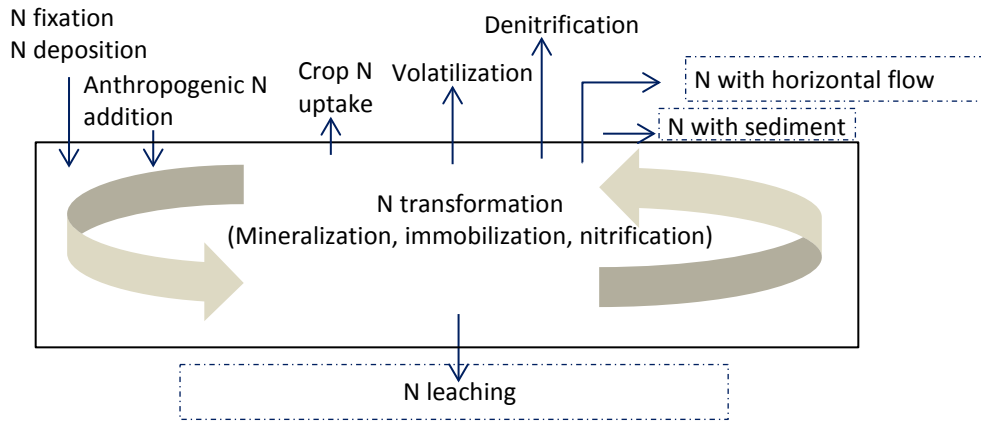 N fixation
N deposition
Anthropogenic N
addition
Crop N
uptake
Volatilization
Denitrification
N with horizontal flow
N with sediment
N transformation
(Mineralization, immobilization, nitrification)
N leaching